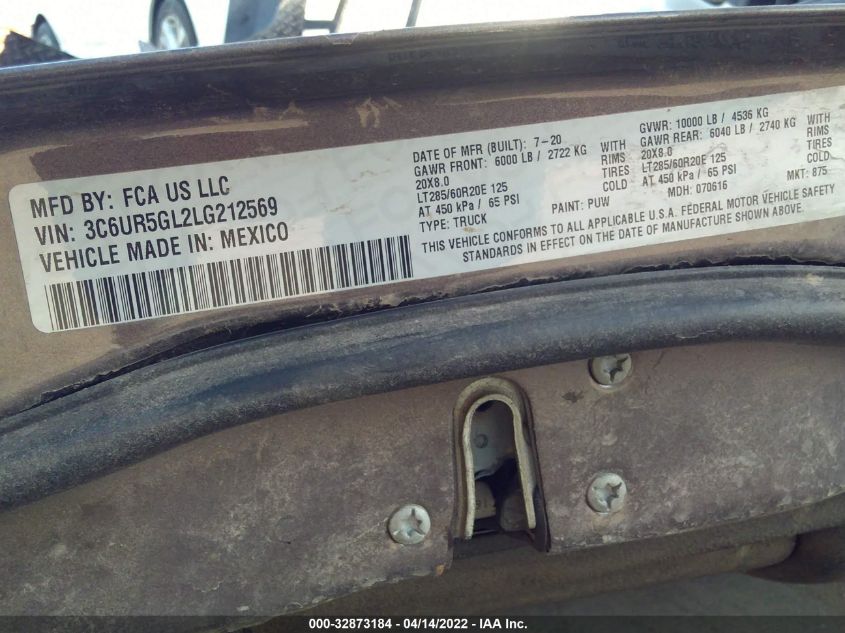 MFD BY: FCA US LLC
VIN: 3C6UR5GL2LG212569
VEHICLE MADE IN: MEXICO
DATE OF MFR (BUILT): 7-20
GAWR FRONT: 6000 LB / 2722 KG WITH
20X8.0 RIMS
LT285/60R20E 125 TIRES
AT 450 kPa / 65 PSI COLD
TYPE: TRUCK PAINT: PUW
GVWR: 10000 LB / 4536 KG
GAWR REAR: 6040 LB / 2740 KG WITH
20X8.0 RIMS
LT285/60R20E 125 TIRES
AT 450 kPa / 65 PSI COLD
MDH: 070616 MKT: 875
THIS VEHICLE CONFORMS TO ALL APPLICABLE U.S.A. FEDERAL MOTOR VEHICLE SAFETY
STANDARDS IN EFFECT ON THE DATE OF MANUFACTURE SHOWN ABOVE
000-32873184 - 04/14/2022 - IAA Inc.